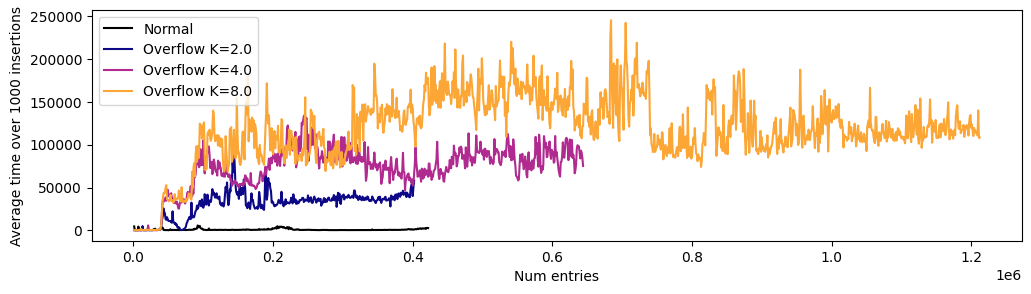 Average time over 1000 insertions
250000
200000
150000
100000
50000
0
Normal
Overflow K=2.0
Overflow K=4.0
Overflow K=8.0
0.0
0.2
0.4
0.6
0.8
1.0
1.2
1e6
Num entries